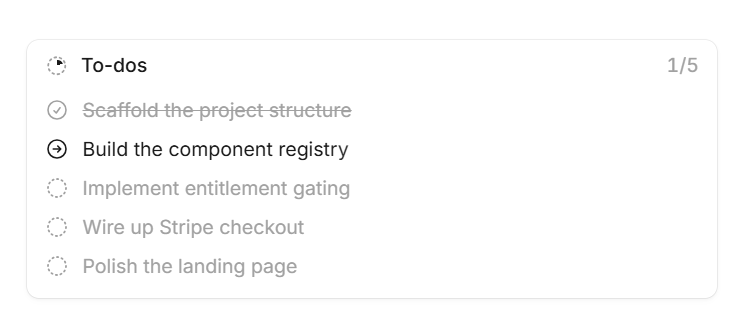 To-dos 1/5
Scaffold the project structure
Build the component registry
Implement entitlement gating
Wire up Stripe checkout
Polish the landing page